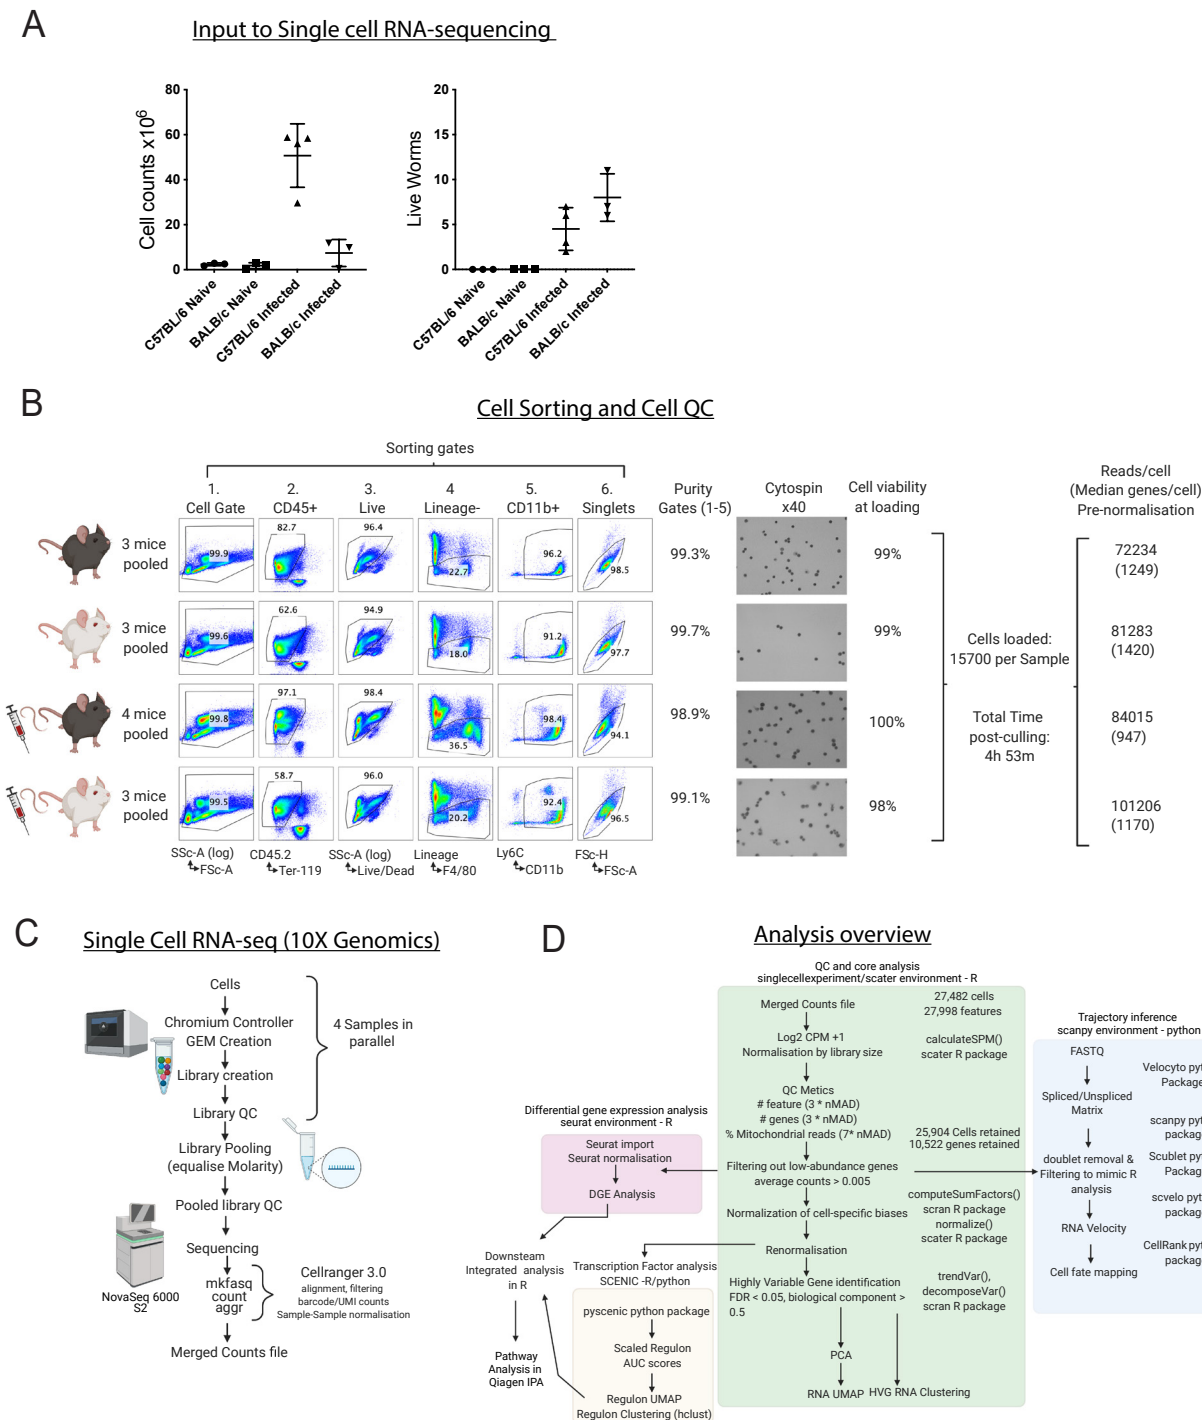 A
Input to Single cell RNA-sequencing
Cell counts x10⁶
80
60
40
20
0
C57BL/6 Naive
BALB/c Naive
C57BL/6 Infected
BALB/c Infected
Live Worms
20
15
10
5
0
C57BL/6 Naive
BALB/c Naive
C57BL/6 Infected
BALB/c Infected
B
Cell Sorting and Cell QC
Sorting gates
1.
Cell Gate
2.
CD45+
3.
Live
4
Lineage-
5.
CD11b+
6.
Singlets
Purity
Gates (1-5)
Cytospin
x40
Cell viability
at loading
Reads/cell
(Median genes/cell)
Pre-normalisation
3 mice
pooled
99.9
82.7
96.4
22.7
96.2
98.5
99.3%
99%
72234
(1249)
3 mice
pooled
99.6
62.6
94.9
18.0
91.2
97.7
99.7%
99%
81283
(1420)
4 mice
pooled
99.8
97.1
98.4
36.5
98.4
94.1
98.9%
100%
84015
(947)
3 mice
pooled
99.5
58.7
96.0
20.2
92.4
96.5
99.1%
98%
101206
(1170)
Cells loaded:
15700 per Sample
Total Time
post-culling:
4h 53m
SSc-A (log)
FSc-A
CD45.2
Ter-119
SSc-A (log)
Live/Dead
Lineage
F4/80
Ly6C
CD11b
FSc-H
FSc-A
C
Single Cell RNA-seq (10X Genomics)
Cells
Chromium Controller
GEM Creation
Library creation
Library QC
4 Samples in
parallel
Library Pooling
(equalise Molarity)
Pooled library QC
Sequencing
NovaSeq 6000
S2
mkfasq
count
aggr
Cellranger 3.0
alignment, filtering
barcode/UMI counts
Sample-Sample normalisation
Merged Counts file
D
Analysis overview
QC and core analysis
singlecellexperiment/scater environment - R
Merged Counts file
27,482 cells
27,998 features
Log2 CPM +1
Normalisation by library size
calculateSPM()
scater R package
QC Metics
# feature (3 * nMAD)
# genes (3 * nMAD)
% Mitochondrial reads (7* nMAD)
25,904 Cells retained
10,522 genes retained
Filtering out low-abundance genes
average counts > 0.005
Normalization of cell-specific biases
computeSumFactors()
scran R package
normalize()
scater R package
Renormalisation
Highly Variable Gene identification
FDR < 0.05, biological component >
0.5
trendVar(),
decomposeVar()
scran R package
PCA
RNA UMAP
HVG RNA Clustering
Differential gene expression analysis
seurat environment - R
Seurat import
Seurat normalisation
DGE Analysis
Downsteam
Integrated analysis
in R
Pathway
Analysis in
Qiagen IPA
Transcription Factor analysis
SCENIC -R/python
pyscenic python package
Scaled Regulon
AUC scores
Regulon UMAP
Regulon Clustering (hclust)
Trajectory inference
scanpy environment - python
FASTQ
Velocyto pyt
Package
Spliced/Unspliced
Matrix
scanpy pyt
package
doublet removal &
Filtering to mimic R
analysis
Scublet pyt
Package
scvelo pyt
package
RNA Velocity
CellRank pyt
package
Cell fate mapping